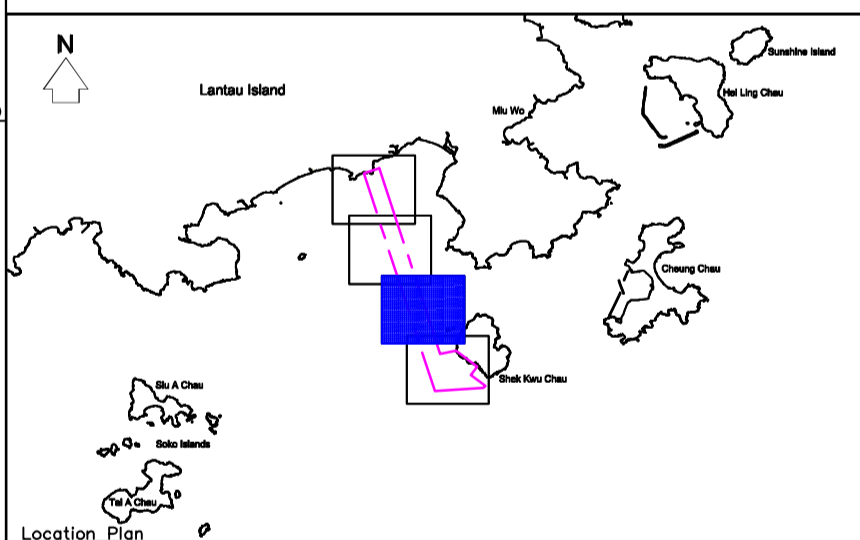 N
Sunshine Island
Lantau Island
Hei Ling Chau
Miu Wo
Cheung Chau
Shek Kwu Chau
Siu A Chau
Soko Islands
Tai A Chau
Location Plan